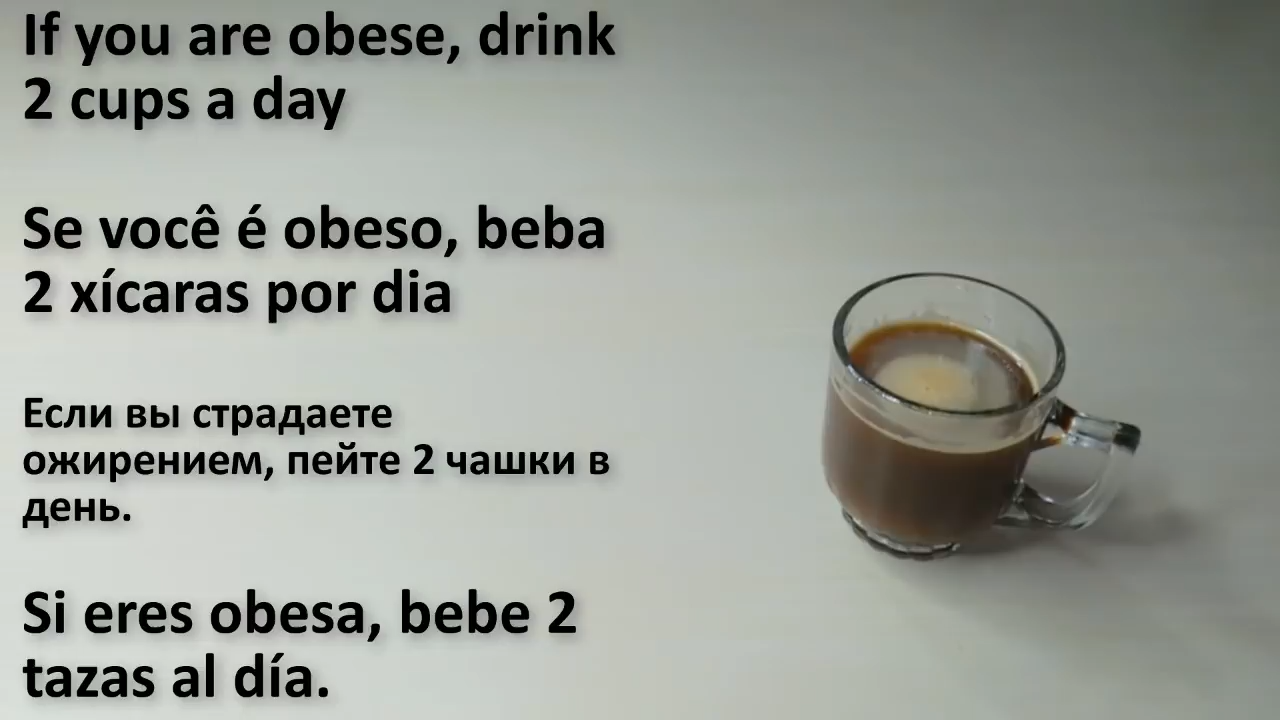 If you are obese, drink
2 cups a day
Se você é obeso, beba
2 xícaras por dia
Если вы страдаете
ожирением, пейте 2 чашки в
день.
Si eres obesa, bebe 2
tazas al día.